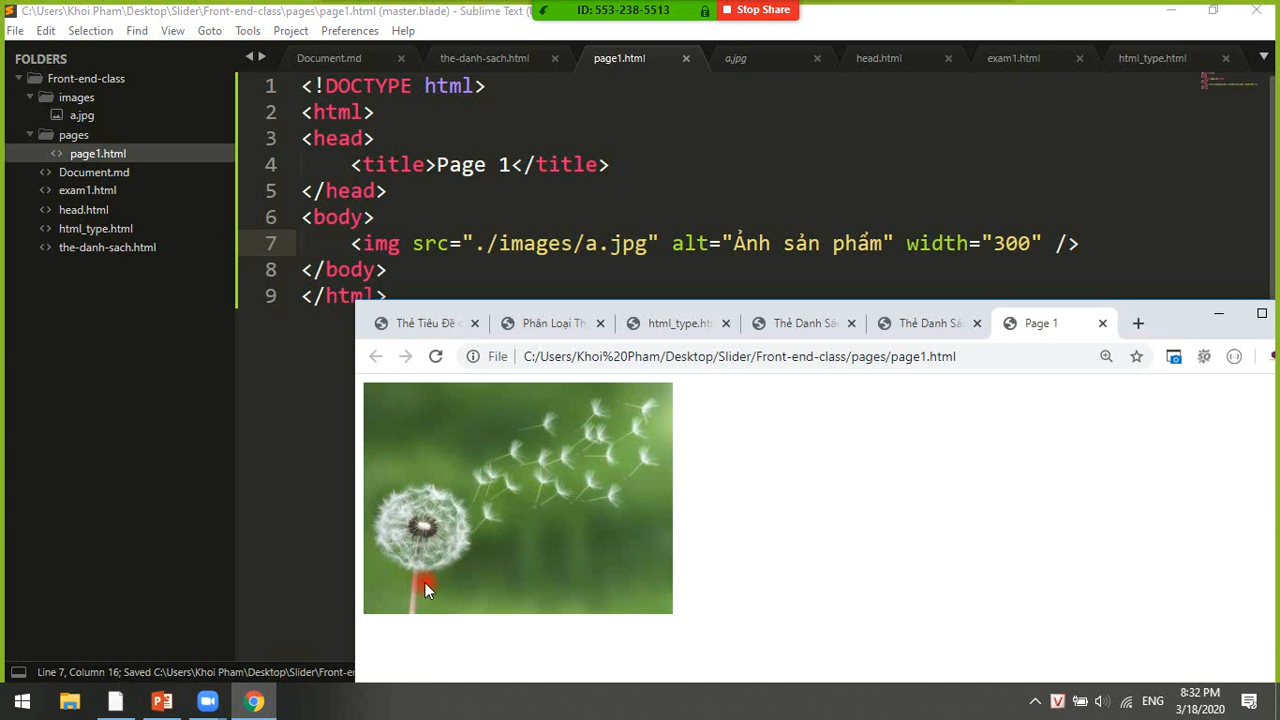 C:\Users\Khoi Pham\Desktop\Slider\Front-end-class\pages\page1.html (master.blade) - Sublime Text (
ID: 553-238-5513
Stop Share
File Edit Selection Find View Goto Tools Project Preferences Help
FOLDERS
Front-end-class
images
a.jpg
pages
page1.html
Document.md
exam1.html
head.html
html_type.html
the-danh-sach.html
Document.md the-danh-sach.html page1.html a.jpg head.html exam1.html html_type.html
1 <!DOCTYPE html>
2 <html>
3 <head>
4 <title>Page 1</title>
5 </head>
6 <body>
7 <img src="./images/a.jpg" alt="Ảnh sản phẩm" width="300" />
8 </body>
9 </html>
Thẻ Tiêu Đề Phân Loại Th html_type.ht Thẻ Danh Sá Thẻ Danh Sá Page 1
File C:/Users/Khoi%20Pham/Desktop/Slider/Front-end-class/pages/page1.html
Line 7, Column 16; Saved C:\Users\Khoi Pham\Desktop\Slider\Front-e
ENG
8:32 PM
3/18/2020